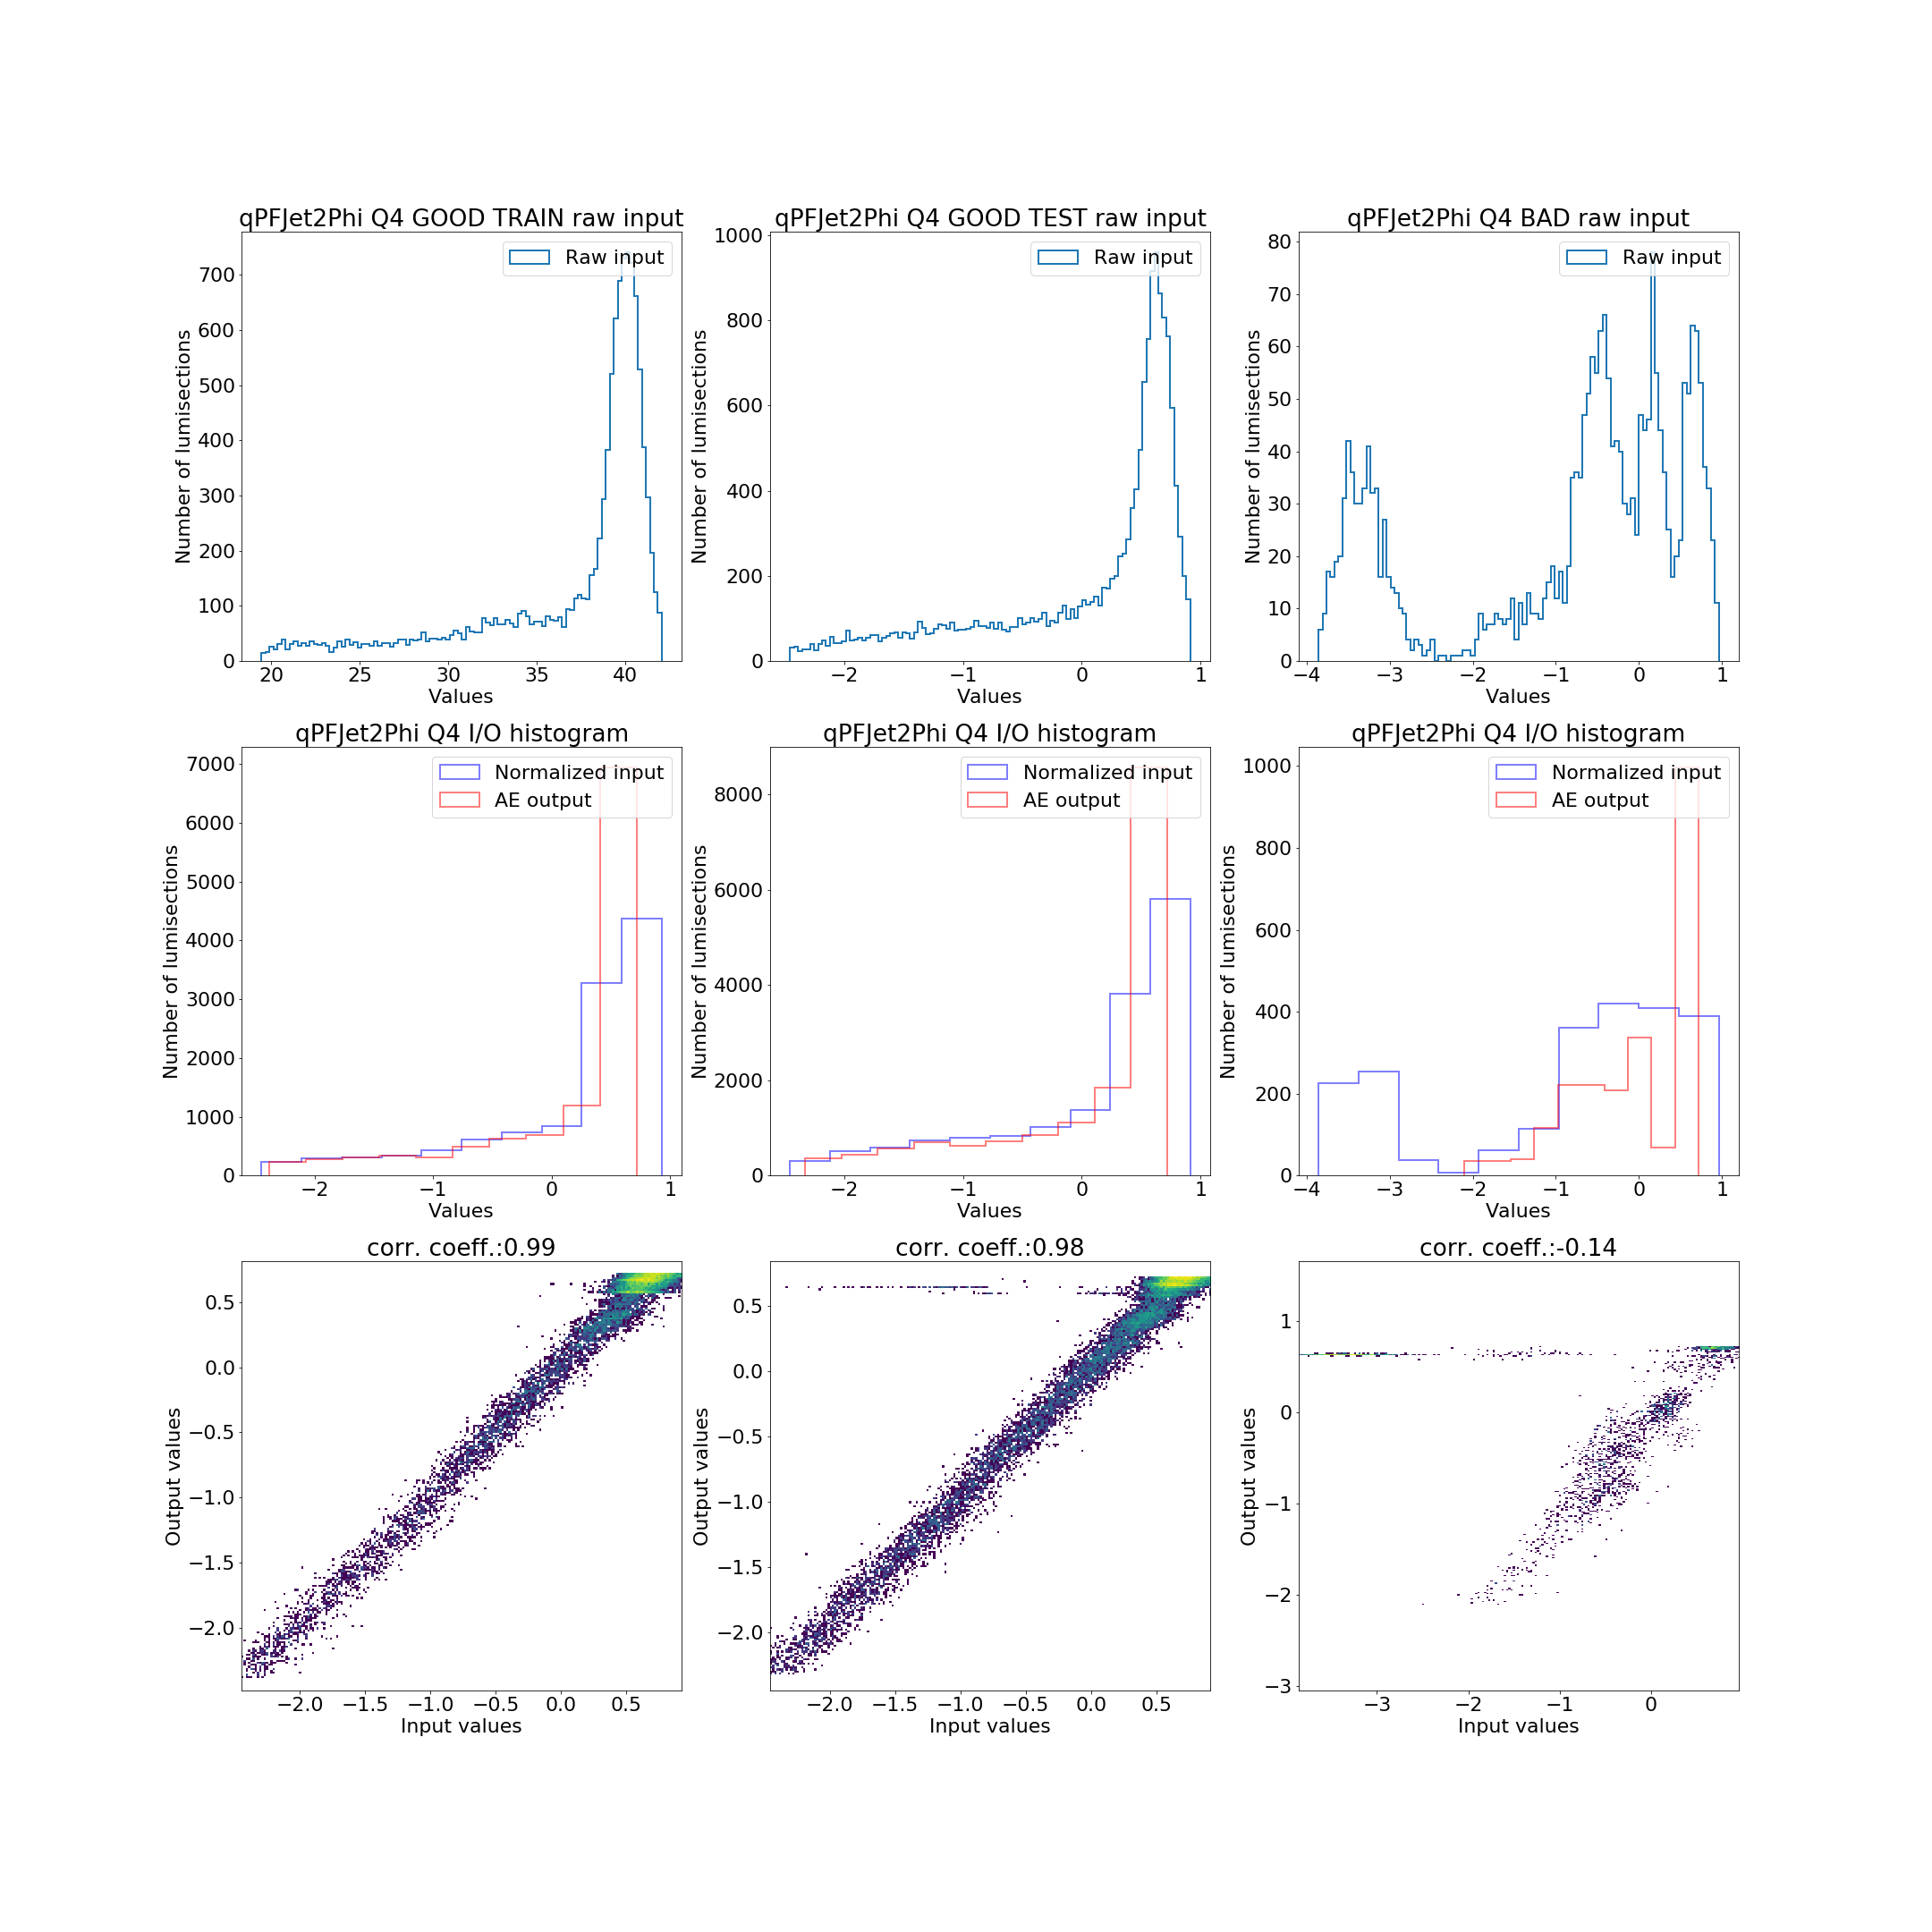 qPFJet2Phi Q4 GOOD TRAIN raw input
Raw input
Number of lumisections
700
600
500
400
300
200
100
0
20 25 30 35 40
Values
qPFJet2Phi Q4 GOOD TEST raw input
Raw input
Number of lumisections
1000
800
600
400
200
0
−2 −1 0 1
Values
qPFJet2Phi Q4 BAD raw input
Raw input
Number of lumisections
80
70
60
50
40
30
20
10
0
−4 −3 −2 −1 0 1
Values
qPFJet2Phi Q4 I/O histogram
Normalized input
AE output
Number of lumisections
7000
6000
5000
4000
3000
2000
1000
0
−2 −1 0 1
Values
qPFJet2Phi Q4 I/O histogram
Normalized input
AE output
Number of lumisections
8000
6000
4000
2000
0
−2 −1 0 1
Values
qPFJet2Phi Q4 I/O histogram
Normalized input
AE output
Number of lumisections
1000
800
600
400
200
0
−4 −3 −2 −1 0 1
Values
corr. coeff.:0.99
Output values
0.5
0.0
−0.5
−1.0
−1.5
−2.0
−2.0 −1.5 −1.0 −0.5 0.0 0.5
Input values
corr. coeff.:0.98
Output values
0.5
0.0
−0.5
−1.0
−1.5
−2.0
−2.0 −1.5 −1.0 −0.5 0.0 0.5
Input values
corr. coeff.:-0.14
Output values
1
0
−1
−2
−3
−3 −2 −1 0
Input values